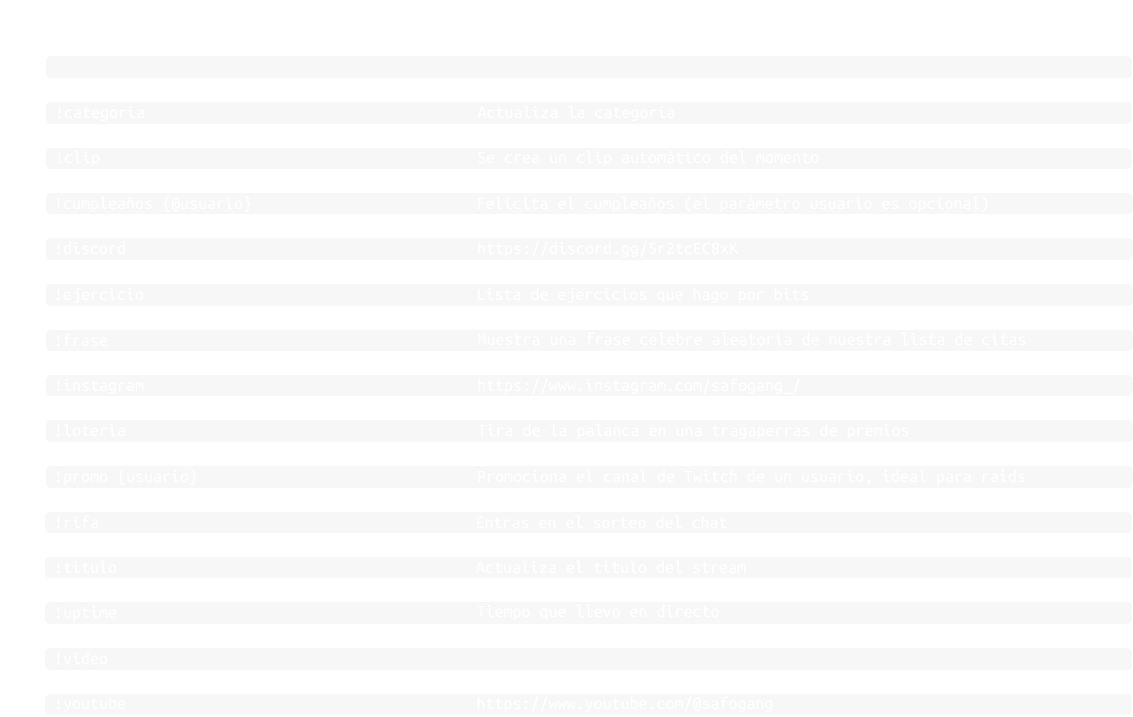 !categoria Actualiza la categoria
!clip Se crea un clip automático del momento
!cumpleaños (@usuario) Felicita el cumpleaños (el parámetro usuario es opcional)
!discord https://discord.gg/5r2tcEC8xK
!ejercicio Lista de ejercicios que hago por bits
!frase Muestra una frase célebre aleatoria de nuestra lista de citas
!instagram https://www.instagram.com/safogang_/
!loteria Tira de la palanca en una tragaperras de premios
!promo (usuario) Promociona el canal de Twitch de un usuario, ideal para raids
!rifa Entras en el sorteo del chat
!titulo Actualiza el titulo del stream
!uptime Tiempo que llevo en directo
!video
!youtube https://www.youtube.com/@safogang